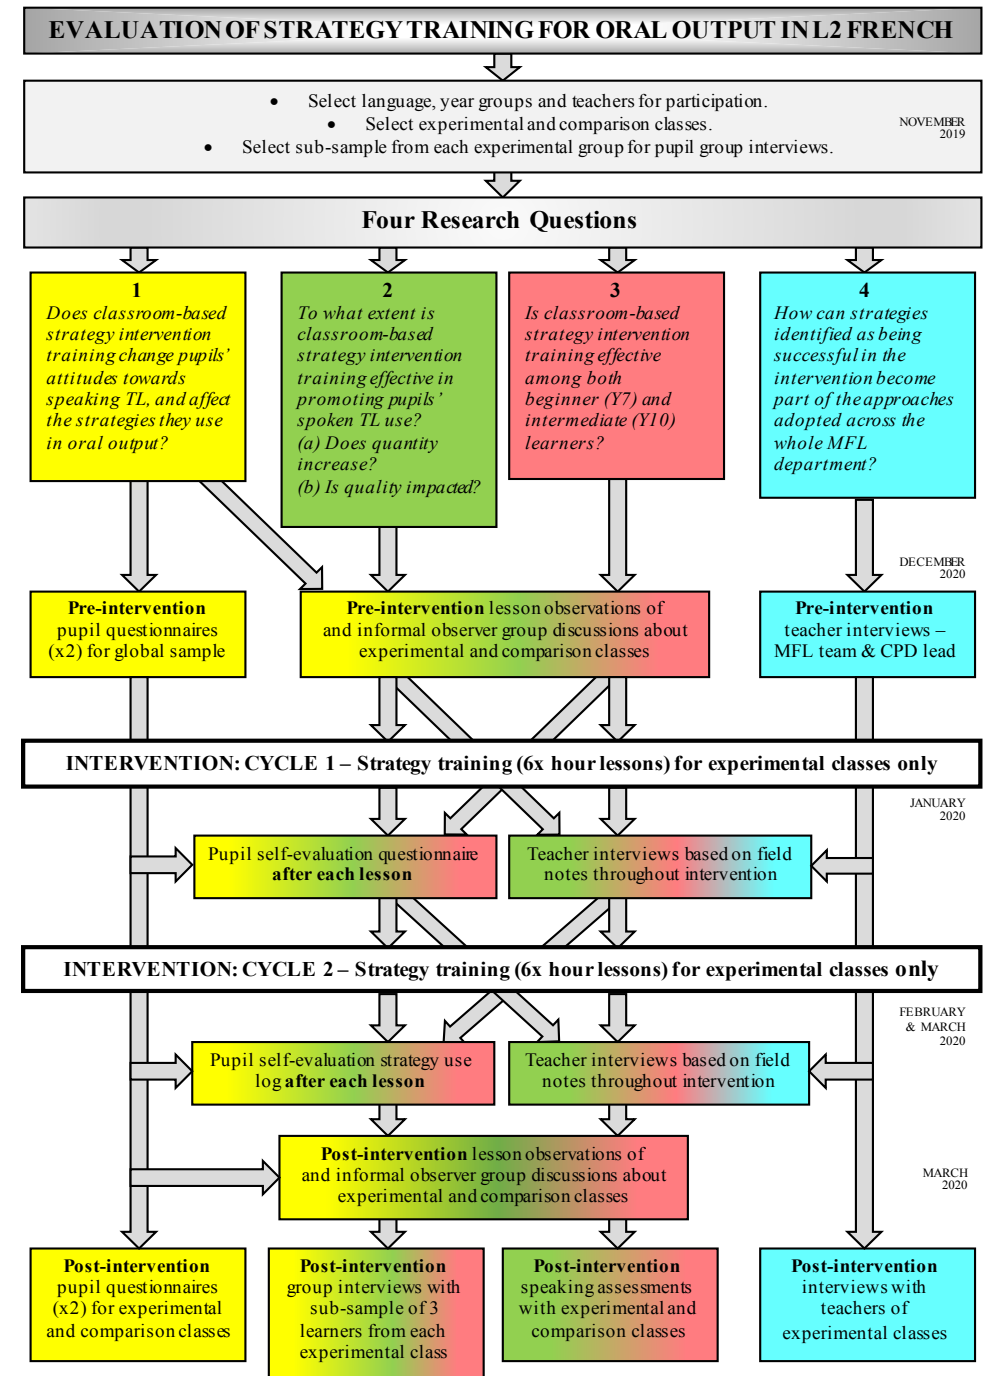 EVALUATION OF STRATEGY TRAINING FOR ORAL OUTPUT IN L2 FRENCH
• Select language, year groups and teachers for participation.
• Select experimental and comparison classes.
• Select sub-sample from each experimental group for pupil group interviews.
NOVEMBER
2019
Four Research Questions
1
Does classroom-based
strategy intervention
training change pupils’
attitudes towards
speaking TL, and affect
the strategies they use
in oral output?
2
To what extent is
classroom-based
strategy intervention
training effective in
promoting pupils’
spoken TL use?
(a) Does quantity
increase?
(b) Is quality impacted?
3
Is classroom-based
strategy intervention
training effective
among both
beginner (Y7) and
intermediate (Y10)
learners?
4
How can strategies
identified as being
successful in the
intervention become
part of the approaches
adopted across the
whole MFL
department?
DECEMBER
2020
Pre-intervention
pupil questionnaires
(x2) for global sample
Pre-intervention lesson observations of
and informal observer group discussions about
experimental and comparison classes
Pre-intervention
teacher interviews –
MFL team & CPD lead
INTERVENTION: CYCLE 1 – Strategy training (6x hour lessons) for experimental classes only
JANUARY
2020
Pupil self-evaluation questionnaire
after each lesson
Teacher interviews based on field
notes throughout intervention
INTERVENTION: CYCLE 2 – Strategy training (6x hour lessons) for experimental classes only
FEBRUARY
& MARCH
2020
Pupil self-evaluation strategy use
log after each lesson
Teacher interviews based on field
notes throughout intervention
Post-intervention lesson observations of
and informal observer group discussions about
experimental and comparison classes
MARCH
2020
Post-intervention
pupil questionnaires
(x2) for experimental
and comparison classes
Post-intervention
group interviews with
sub-sample of 3
learners from each
experimental class
Post-intervention
speaking assessments
with experimental and
comparison classes
Post-intervention
interviews with
teachers of
experimental classes